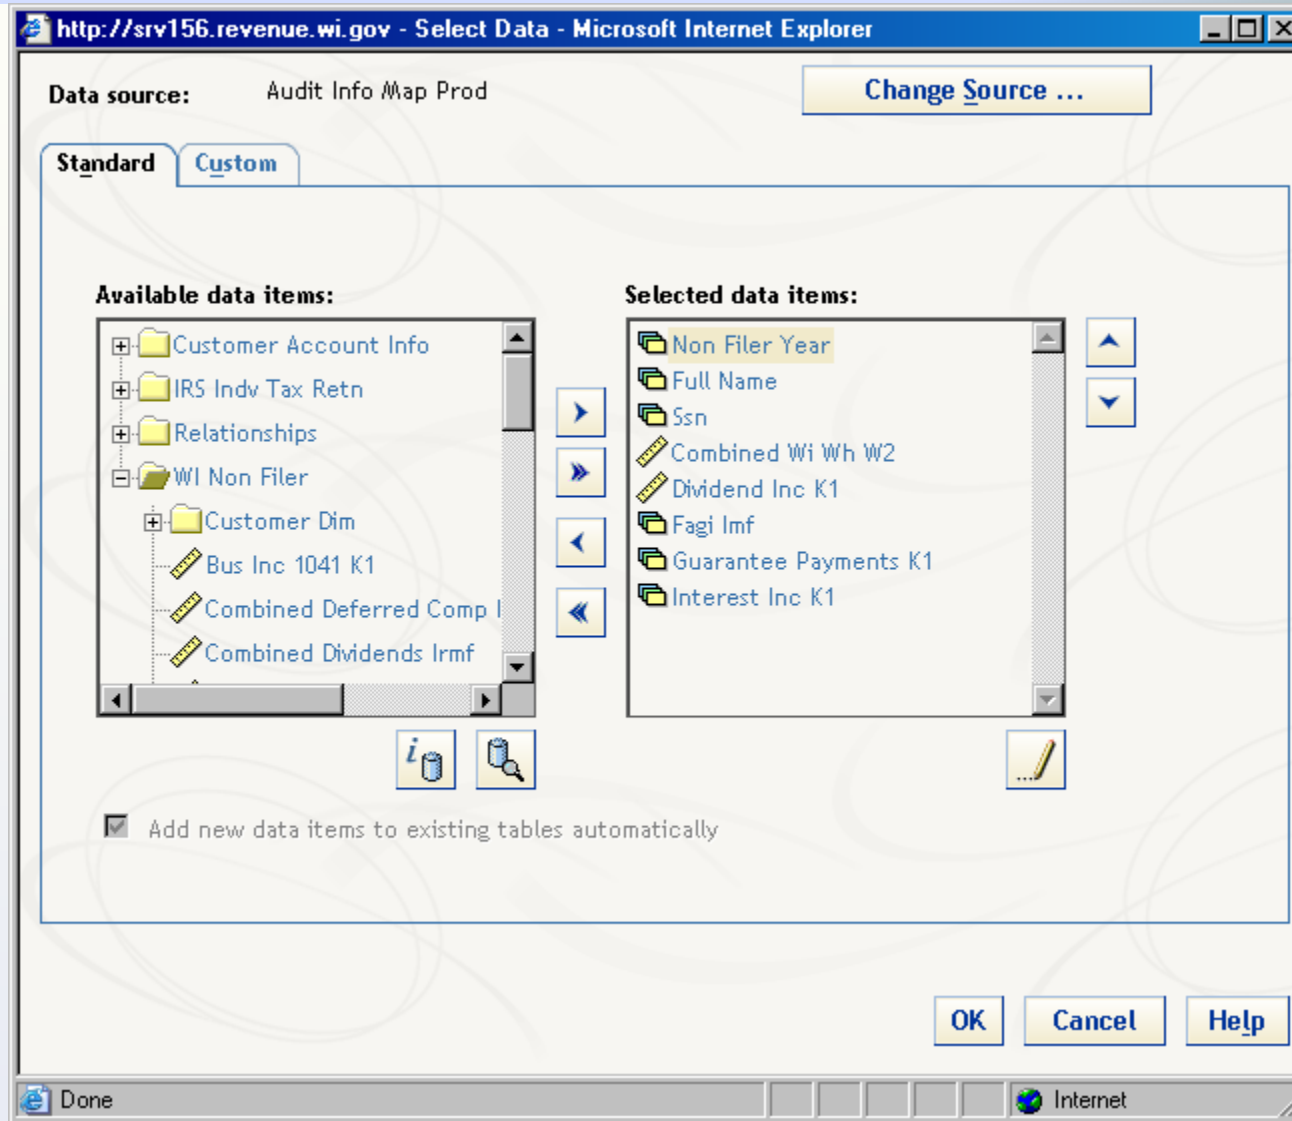 http://srv156.revenue.wi.gov - Select Data - Microsoft Internet Explorer
Data source: Audit Info Map Prod Change Source ...
Standard Custom
Available data items: Selected data items:
Customer Account Info
IRS Indv Tax Retn
Relationships
WI Non Filer
Customer Dim
Bus Inc 1041 K1
Combined Deferred Comp I
Combined Dividends Irmf
Non Filer Year
Full Name
Ssn
Combined Wi Wh W2
Dividend Inc K1
Fagi Imf
Guarantee Payments K1
Interest Inc K1
Add new data items to existing tables automatically
OK Cancel Help
Done Internet